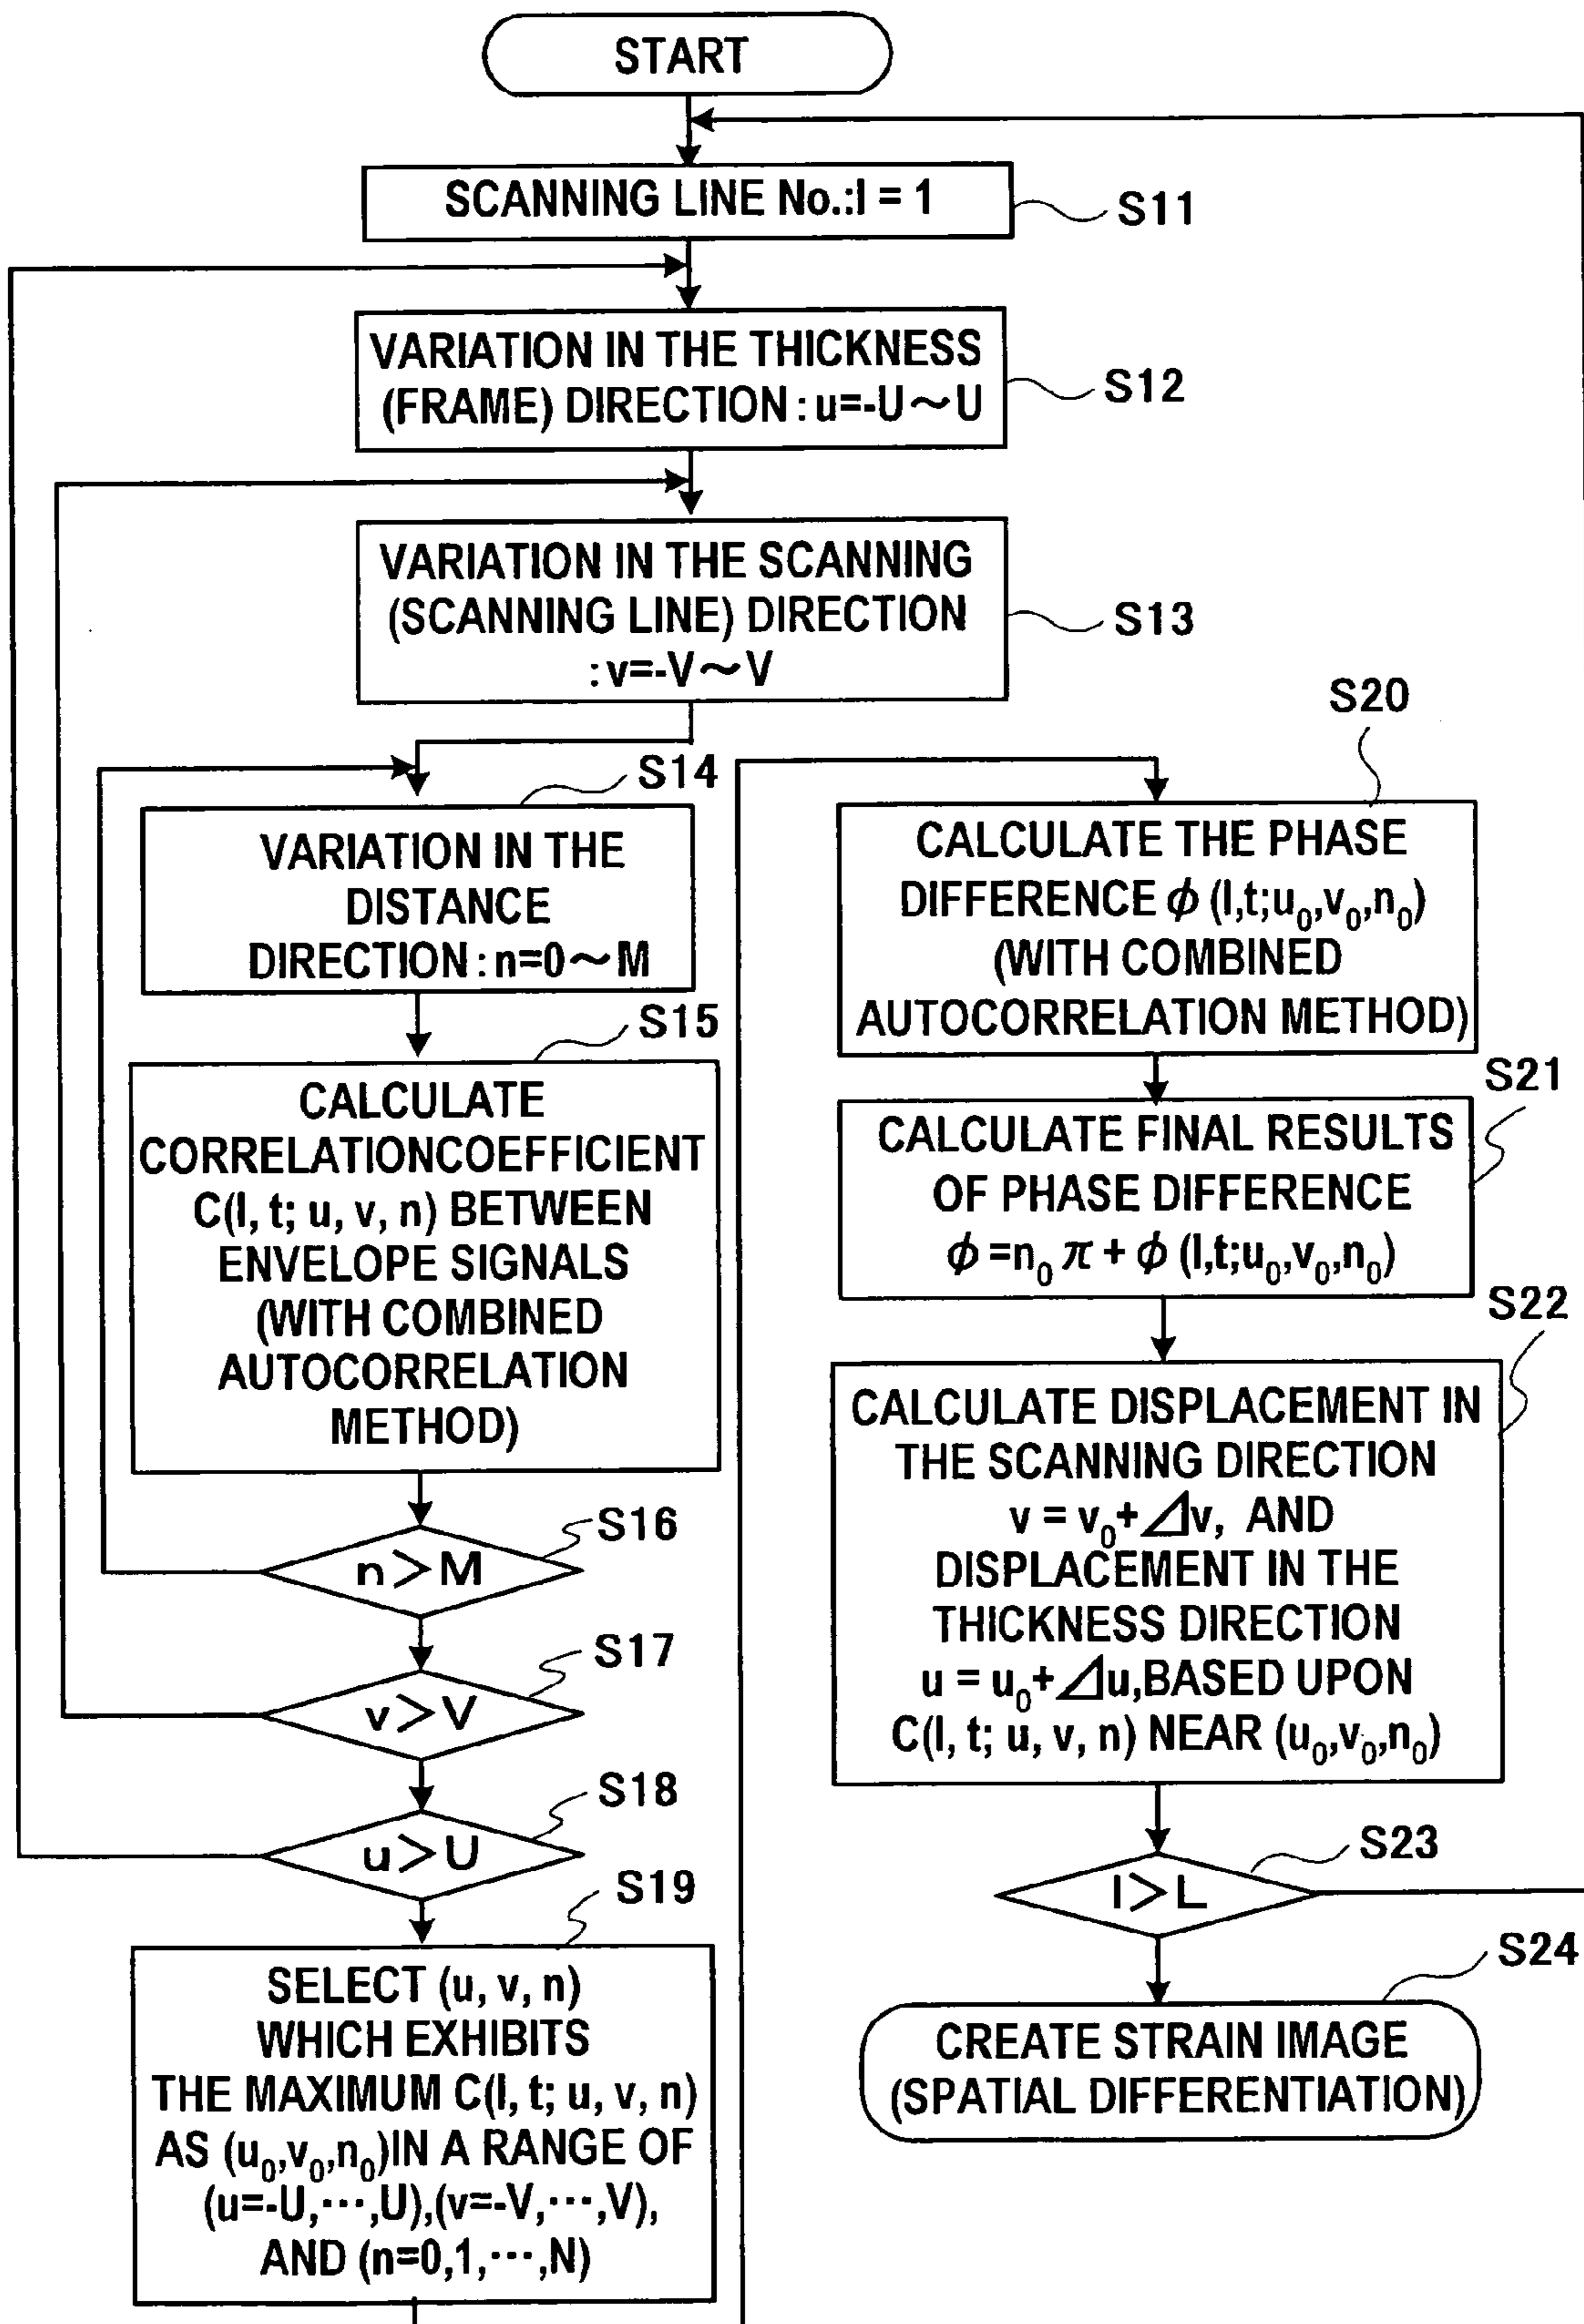 START
SCANNING LINE No.:l = 1
S11
VARIATION IN THE THICKNESS
(FRAME) DIRECTION : u=-U～U
S12
VARIATION IN THE SCANNING
(SCANNING LINE) DIRECTION
: v=-V～V
S13
S14
VARIATION IN THE
DISTANCE
DIRECTION : n=0～M
S15
CALCULATE
CORRELATIONCOEFFICIENT
C(l, t; u, v, n) BETWEEN
ENVELOPE SIGNALS
(WITH COMBINED
AUTOCORRELATION
METHOD)
S16
n＞M
S17
v＞V
S18
u＞U
S19
SELECT (u, v, n)
WHICH EXHIBITS
THE MAXIMUM C(l, t; u, v, n)
AS (u₀,v₀,n₀)IN A RANGE OF
(u=-U,⋯,U),(v=-V,⋯,V),
AND (n=0,1,⋯,N)
S20
CALCULATE THE PHASE
DIFFERENCE ϕ (l,t;u₀,v₀,n₀)
(WITH COMBINED
AUTOCORRELATION METHOD)
S21
CALCULATE FINAL RESULTS
OF PHASE DIFFERENCE
ϕ =n₀ π + ϕ (l,t;u₀,v₀,n₀)
S22
CALCULATE DISPLACEMENT IN
THE SCANNING DIRECTION
v = v₀+⊿v, AND
DISPLACEMENT IN THE
THICKNESS DIRECTION
u = u₀+⊿u,BASED UPON
C(l, t; u, v, n) NEAR (u₀,v₀,n₀)
S23
l＞L
S24
CREATE STRAIN IMAGE
(SPATIAL DIFFERENTIATION)